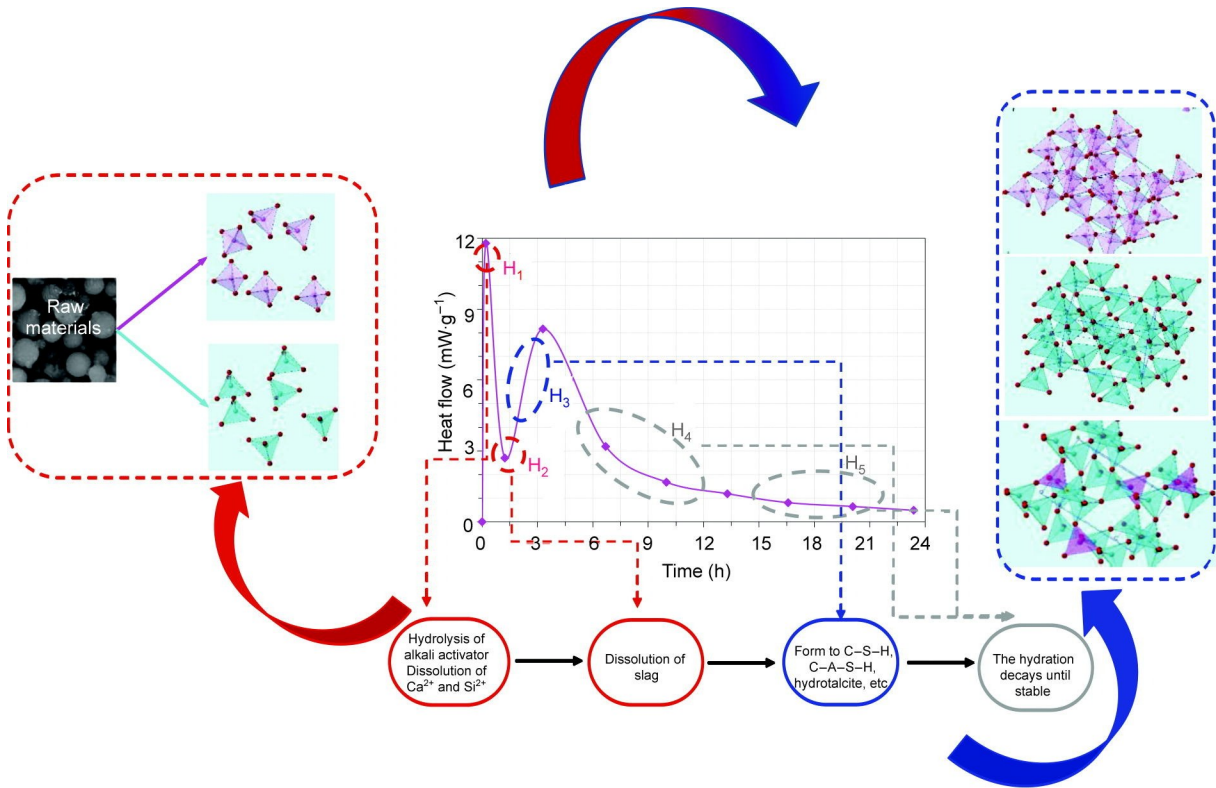 Raw
materials
Heat flow (mW·g⁻¹)
12
9
6
3
0
H₁
H₂
H₃
H₄
H₅
0 3 6 9 12 15 18 21 24
Time (h)
Hydrolysis of
alkali activator
Dissolution of
Ca²⁺ and Si²⁺
Dissolution of
slag
Form to C–S–H,
C–A–S–H,
hydrotalcite, etc
The hydration
decays until
stable